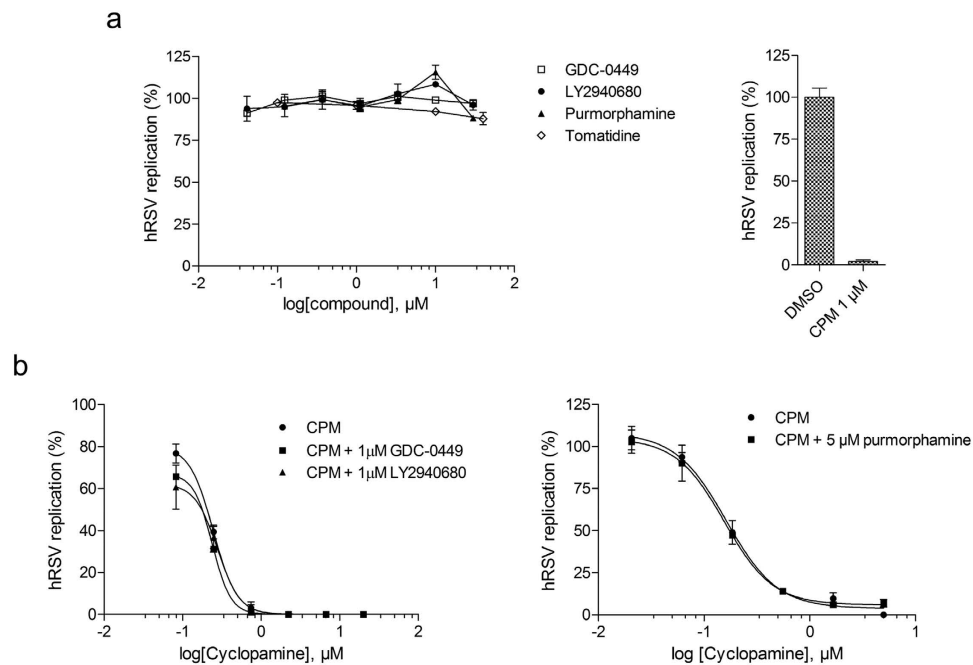 a
hRSV replication (%)
125
100
75
50
25
0
-2
-1
0
1
2
log[compound], µM
GDC-0449
LY2940680
Purmorphamine
Tomatidine
hRSV replication (%)
125
100
75
50
25
0
DMSO
CPM 1 µM
b
hRSV replication (%)
100
80
60
40
20
0
-2
-1
0
1
2
log[Cyclopamine], µM
CPM
CPM + 1µM GDC-0449
CPM + 1µM LY2940680
hRSV replication (%)
125
100
75
50
25
0
-2
-1
0
1
log [Cyclopamine], µM
CPM
CPM + 5 µM purmorphamine